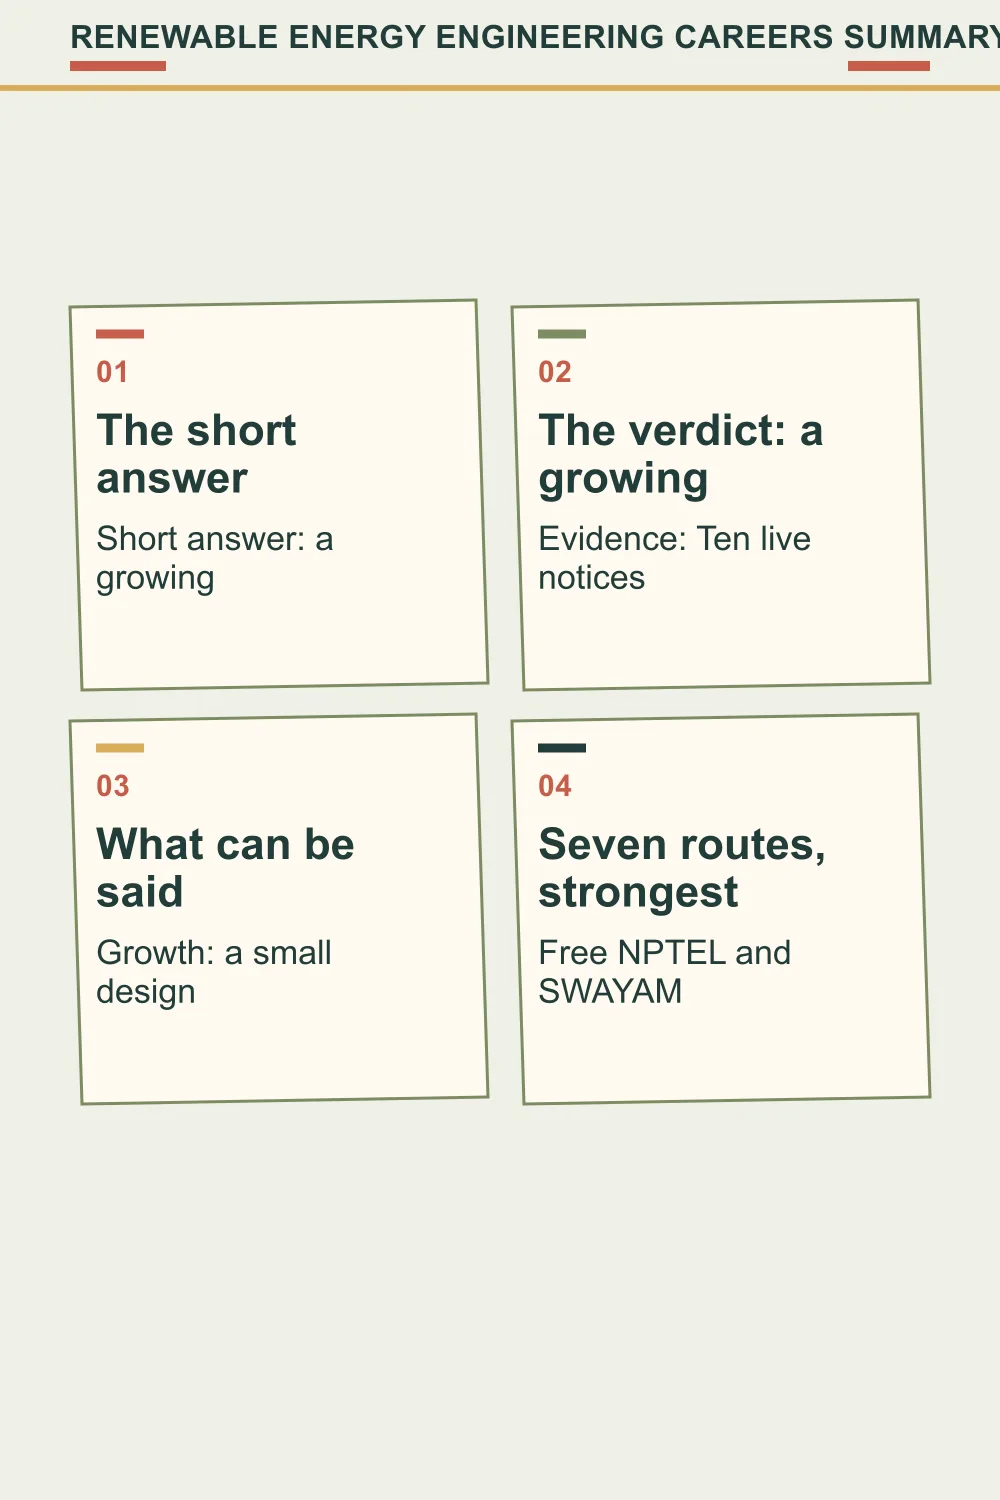 RENEWABLE ENERGY ENGINEERING CAREERS SUMMARY
01
The short
answer
Short answer: a
growing
02
The verdict: a
growing
Evidence: Ten live
notices
03
What can be
said
Growth: a small
design
04
Seven routes,
strongest
Free NPTEL and
SWAYAM